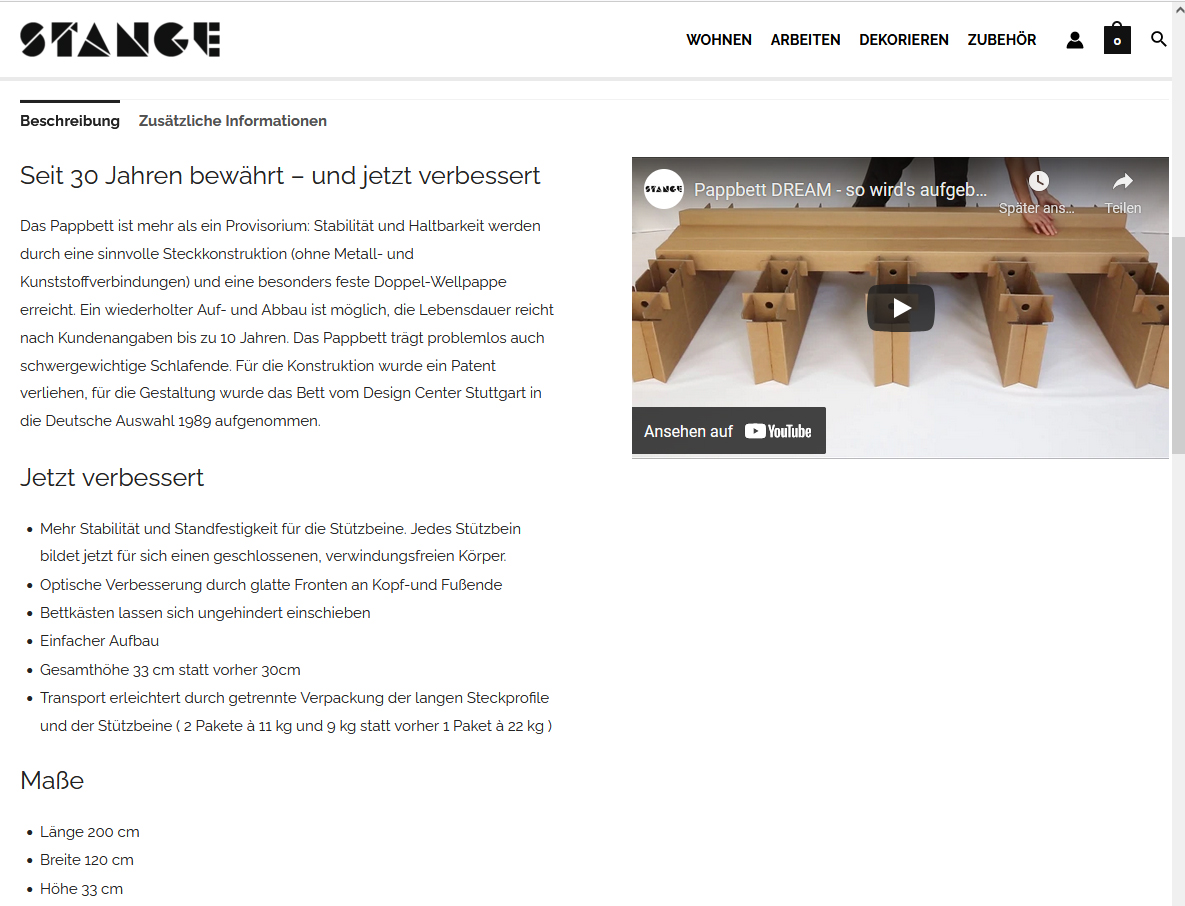 STANGE
WOHNEN ARBEITEN DEKORIEREN ZUBEHÖR
0
Beschreibung Zusätzliche Informationen
Seit 30 Jahren bewährt – und jetzt verbessert
Das Pappbett ist mehr als ein Provisorium: Stabilität und Haltbarkeit werden
durch eine sinnvolle Steckkonstruktion (ohne Metall- und
Kunststoffverbindungen) und eine besonders feste Doppel-Wellpappe
erreicht. Ein wiederholter Auf- und Abbau ist möglich, die Lebensdauer reicht
nach Kundenangaben bis zu 10 Jahren. Das Pappbett trägt problemlos auch
schwergewichtige Schlafende. Für die Konstruktion wurde ein Patent
verliehen, für die Gestaltung wurde das Bett vom Design Center Stuttgart in
die Deutsche Auswahl 1989 aufgenommen.
Jetzt verbessert
• Mehr Stabilität und Standfestigkeit für die Stützbeine. Jedes Stützbein
bildet jetzt für sich einen geschlossenen, verwindungsfreien Körper.
• Optische Verbesserung durch glatte Fronten an Kopf-und Fußende
• Bettkästen lassen sich ungehindert einschieben
• Einfacher Aufbau
• Gesamthöhe 33 cm statt vorher 30cm
• Transport erleichtert durch getrennte Verpackung der langen Steckprofile
und der Stützbeine ( 2 Pakete à 11 kg und 9 kg statt vorher 1 Paket à 22 kg )
Maße
• Länge 200 cm
• Breite 120 cm
• Höhe 33 cm
STANGE
Pappbett DREAM - so wird's aufgeb...
Später ans...
Teilen
Ansehen auf YouTube